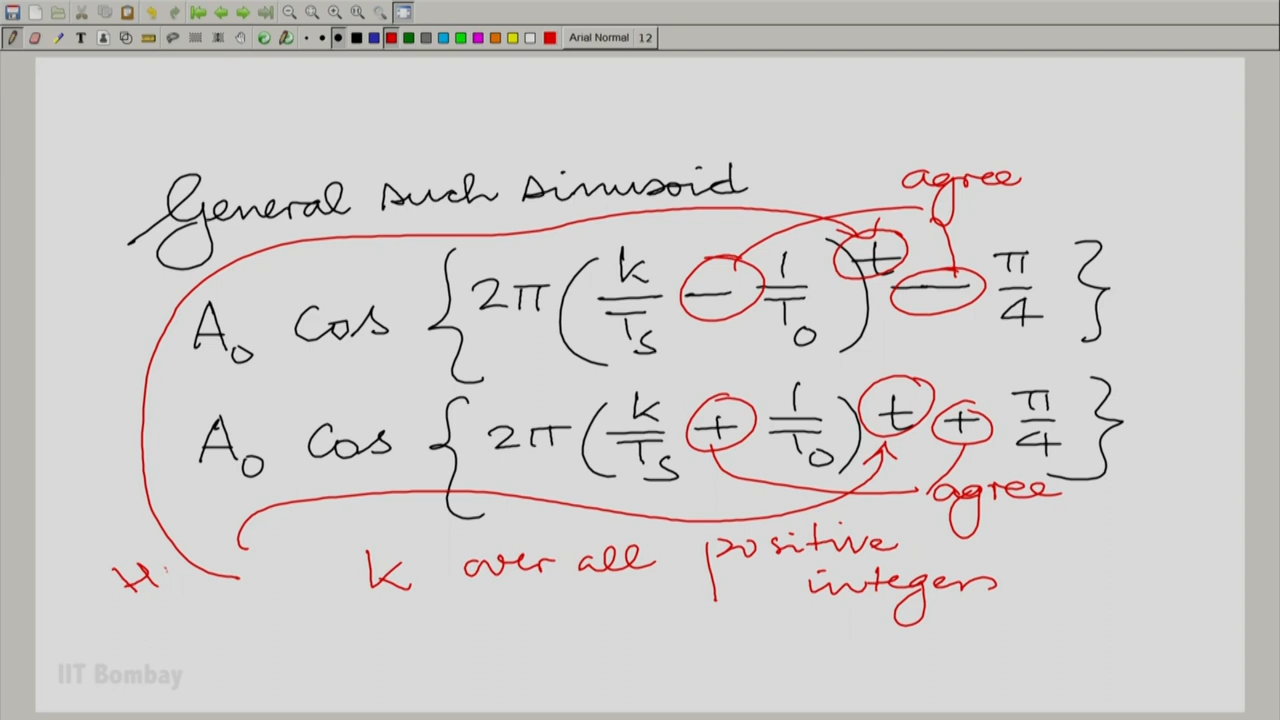 Arial Normal 12
General such sinusoid
agree
A₀ cos { 2π ( k/Ts − 1/T₀ ) t − π/4 }
A₀ cos { 2π ( k/Ts + 1/T₀ ) t + π/4 }
agree
k over all positive
integers
IIT Bombay